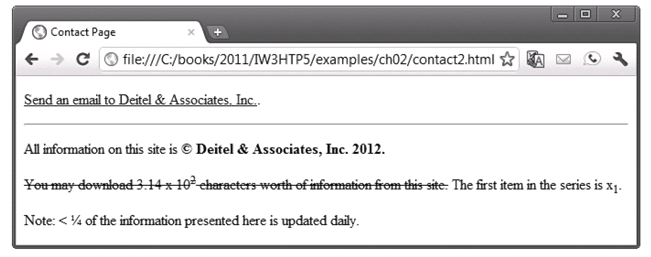 Contact Page
file:///C:/books/2011/IW3HTP5/examples/ch02/contact2.html
Send an email to Deitel & Associates, Inc..
All information on this site is © Deitel & Associates, Inc. 2012.
You may download 3.14 x 10² characters worth of information from this site. The first item in the series is x₁.
Note: < ¼ of the information presented here is updated daily.